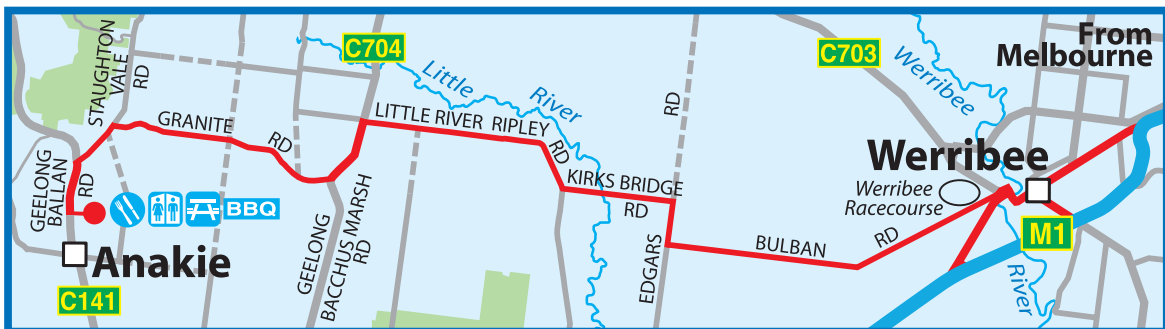 From
Melbourne
C704
C703
STAUGHTON
VALE
RD
Little
River
Werribee
RD
GRANITE
RD
LITTLE RIVER RIPLEY
RD
Werribee
KIRKS BRIDGE
RD
Werribee
Racecourse
GEELONG
BALLAN
RD
BBQ
GEELONG
BACCHUS MARSH
RD
EDGARS
BULBAN
RD
M1
River
Anakie
C141